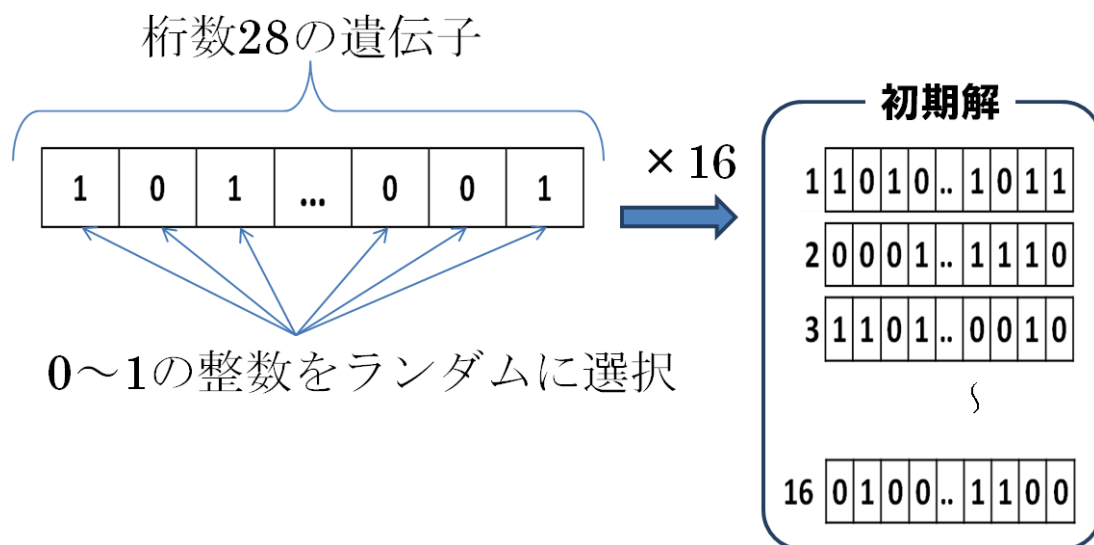 桁数28の遺伝子
1 0 1 ... 0 0 1
0～1の整数をランダムに選択
× 16
初期解
1 1 0 1 0 .. 1 0 1 1
2 0 0 0 1 .. 1 1 1 0
3 1 1 0 1 .. 0 0 1 0
～
16 0 1 0 0 .. 1 1 0 0